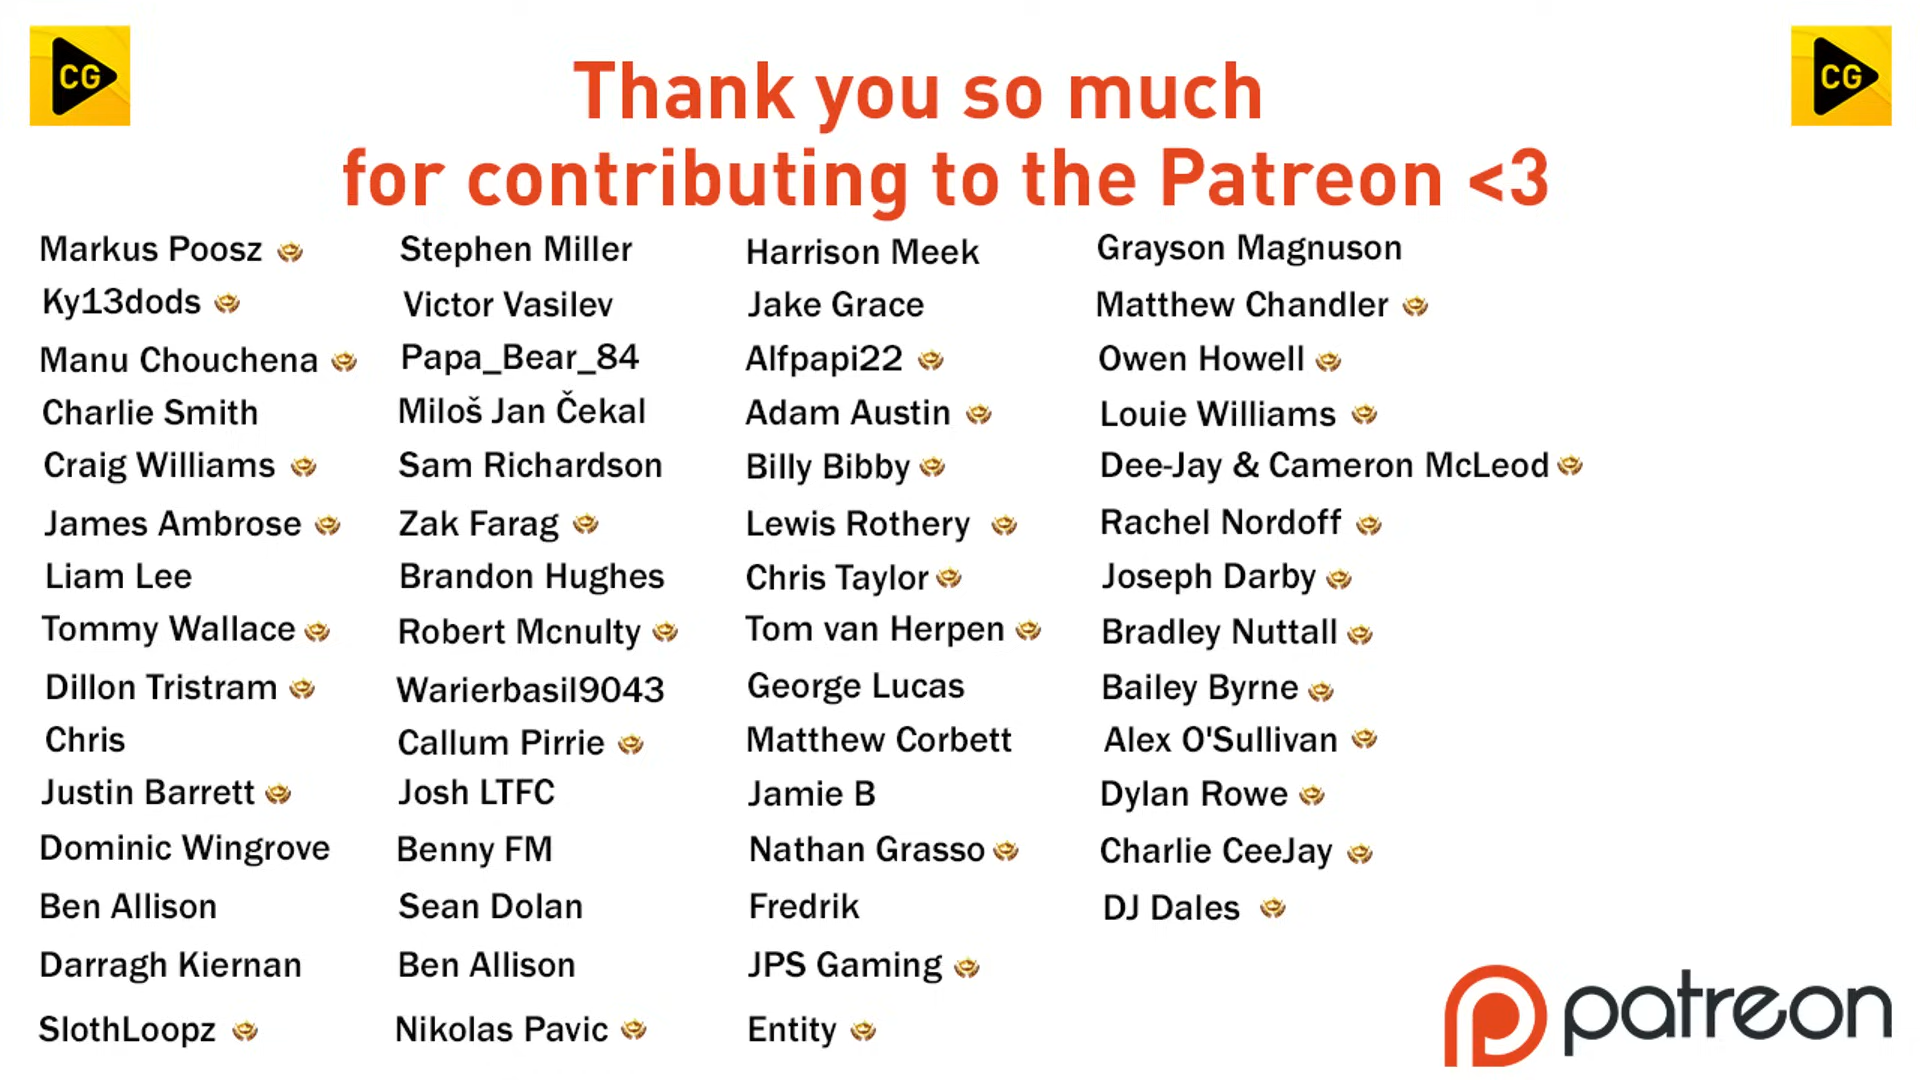 CG
CG
Thank you so much
for contributing to the Patreon <3
Markus Poosz
Ky13dods
Manu Chouchena
Charlie Smith
Craig Williams
James Ambrose
Liam Lee
Tommy Wallace
Dillon Tristram
Chris
Justin Barrett
Dominic Wingrove
Ben Allison
Darragh Kiernan
SlothLoopz
Stephen Miller
Victor Vasilev
Papa_Bear_84
Miloš Jan Čekal
Sam Richardson
Zak Farag
Brandon Hughes
Robert Mcnulty
Warierbasil9043
Callum Pirrie
Josh LTFC
Benny FM
Sean Dolan
Ben Allison
Nikolas Pavic
Harrison Meek
Jake Grace
Alfpapi22
Adam Austin
Billy Bibby
Lewis Rothery
Chris Taylor
Tom van Herpen
George Lucas
Matthew Corbett
Jamie B
Nathan Grasso
Fredrik
JPS Gaming
Entity
Grayson Magnuson
Matthew Chandler
Owen Howell
Louie Williams
Dee-Jay & Cameron McLeod
Rachel Nordoff
Joseph Darby
Bradley Nuttall
Bailey Byrne
Alex O'Sullivan
Dylan Rowe
Charlie CeeJay
DJ Dales
patreon